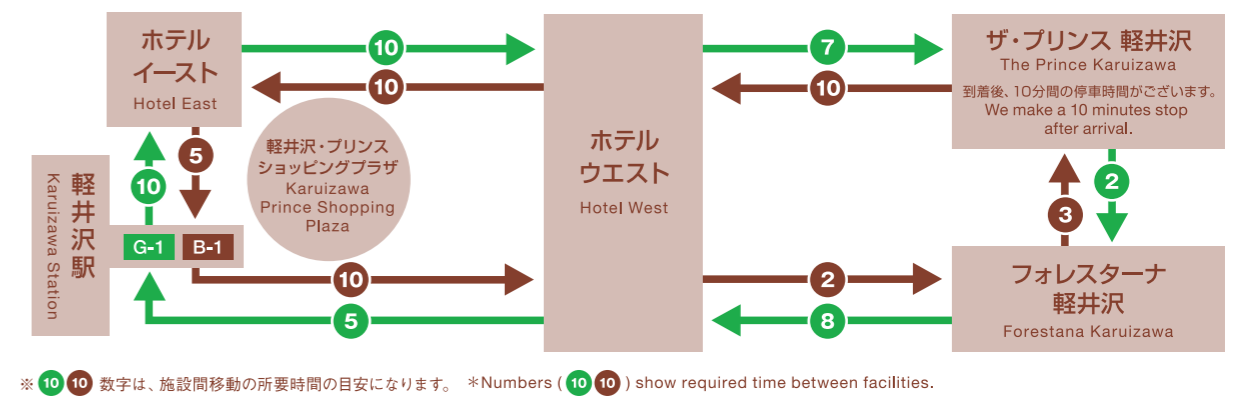 ホテル
イースト
Hotel East
10
10
軽井沢・プリンス
ショッピングプラザ
Karuizawa
Prince Shopping
Plaza
5
10
軽井沢駅
Karuizawa Station
G-1
B-1
10
5
ホテル
ウエスト
Hotel West
7
10
ザ・プリンス 軽井沢
The Prince Karuizawa
到着後、10分間の停車時間がございます。
We make a 10 minutes stop
after arrival.
2
3
2
8
フォレスターナ
軽井沢
Forestana Karuizawa
※ 10 10 数字は、施設間移動の所要時間の目安になります。 *Numbers ( 10 10 ) show required time between facilities.